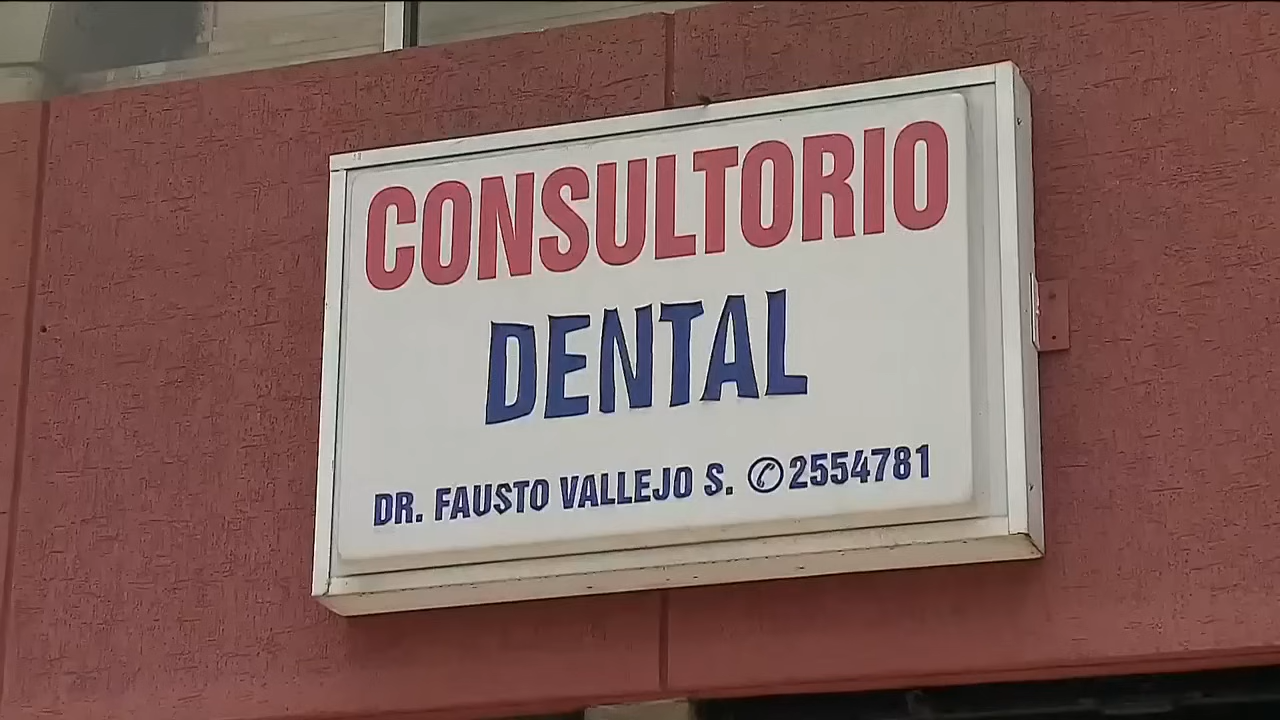 CONSULTORIO
DENTAL
DR. FAUSTO VALLEJO S. ✆2554781